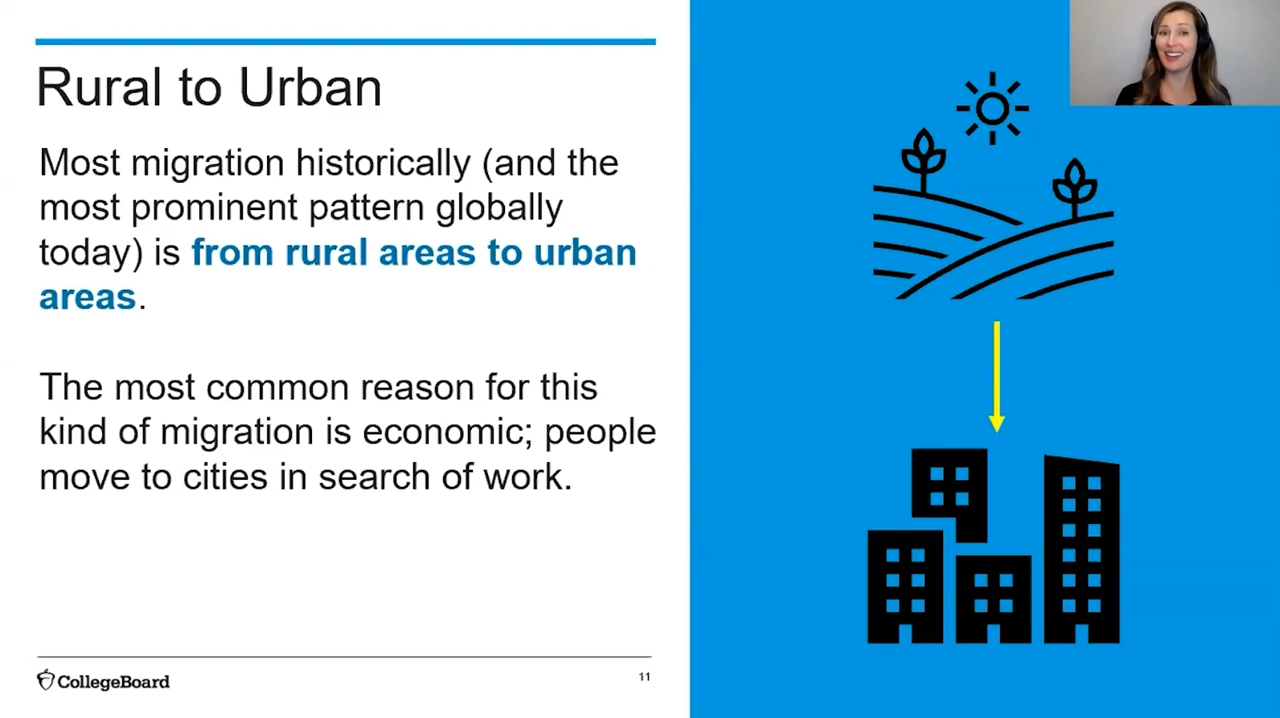 Rural to Urban
Most migration historically (and the
most prominent pattern globally
today) is from rural areas to urban
areas.
The most common reason for this
kind of migration is economic; people
move to cities in search of work.
CollegeBoard
11